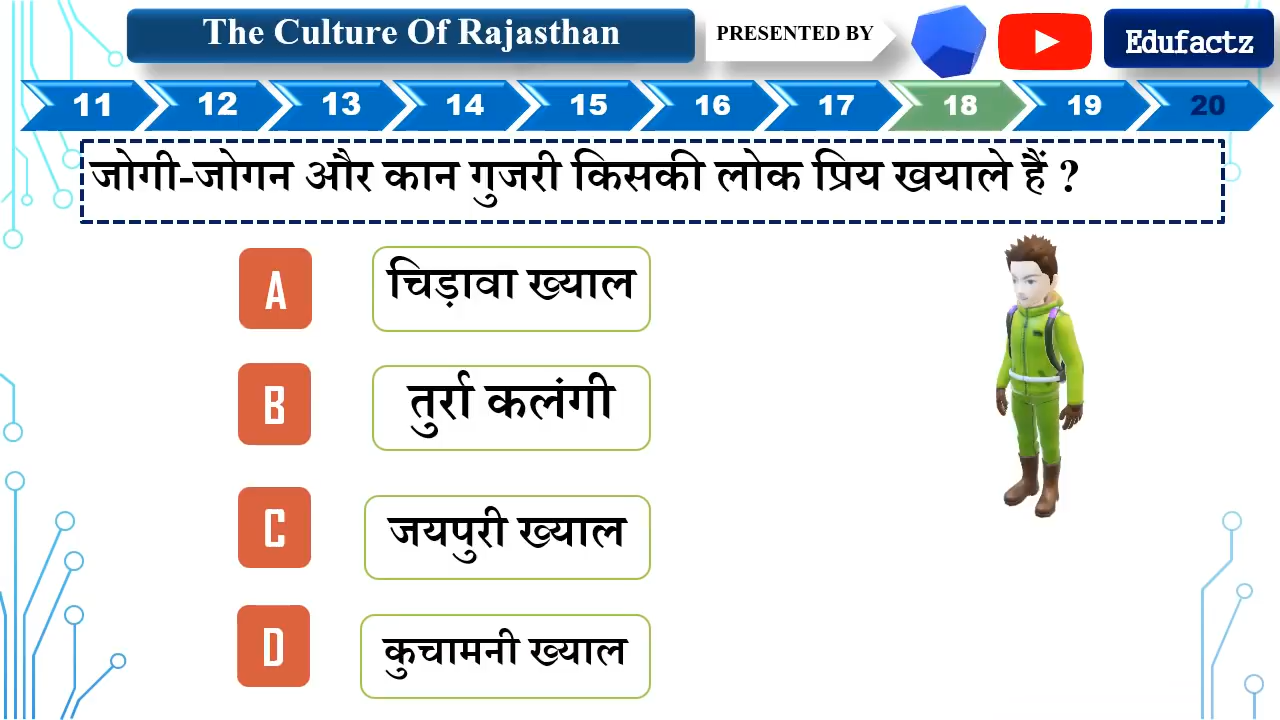 The Culture Of Rajasthan
PRESENTED BY
Edufactz
11 12 13 14 15 16 17 18 19 20
जोगी-जोगन और कान गुजरी किसकी लोक प्रिय खयाले हैं ?
A चिड़ावा ख्याल
B तुर्रा कलंगी
C जयपुरी ख्याल
D कुचामनी ख्याल